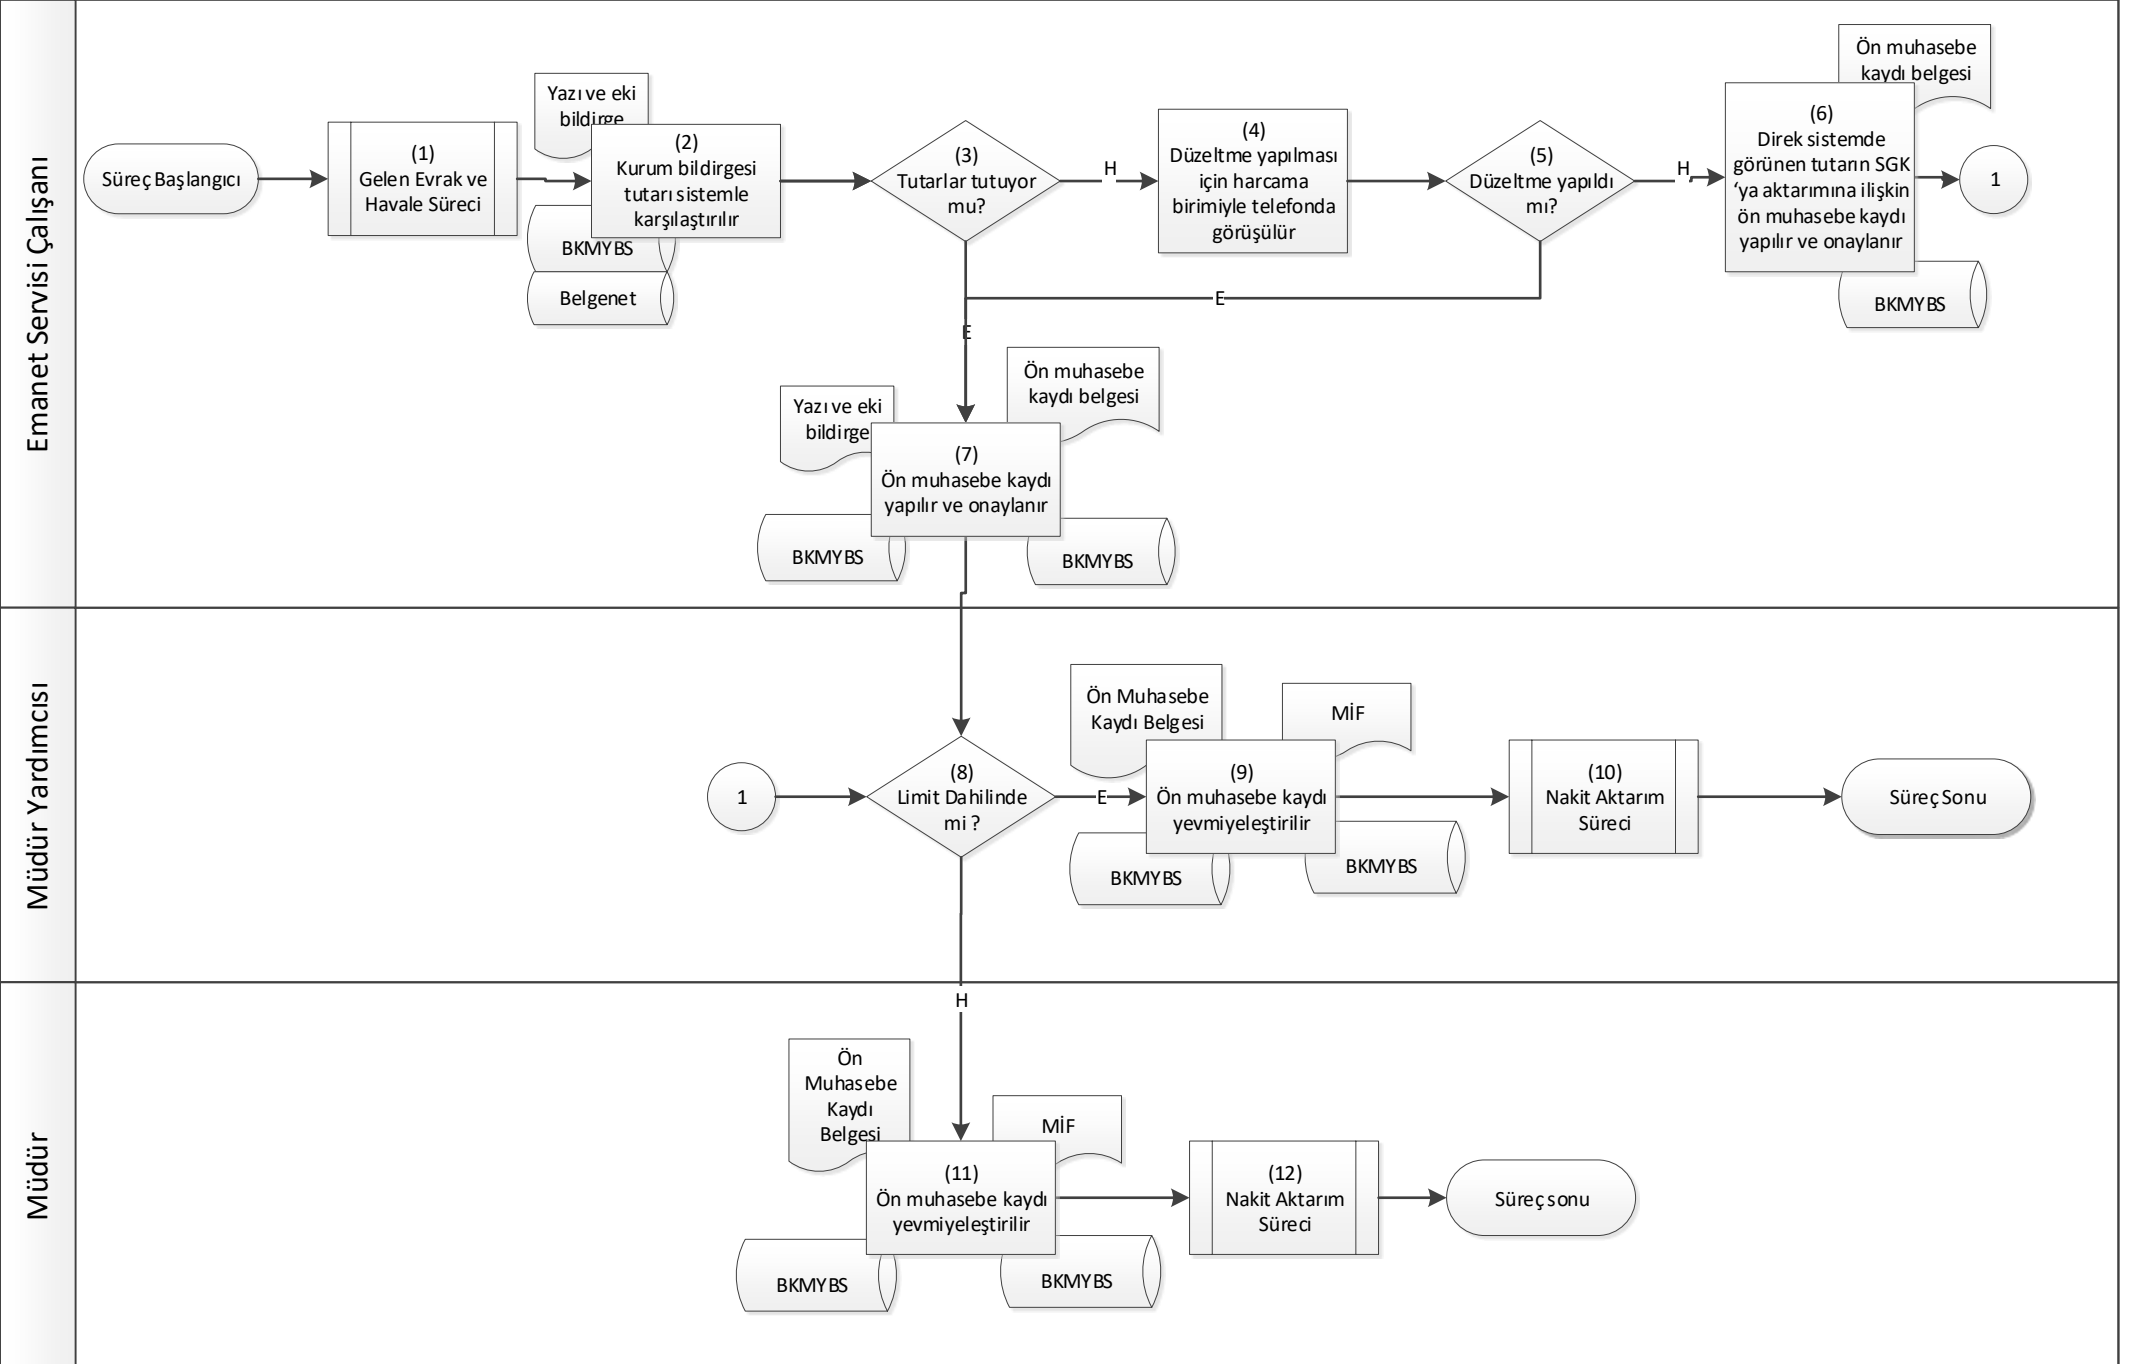 Emanet Servisi Çalışanı
Süreç Başlangıcı
(1)
Gelen Evrak ve
Havale Süreci
Yazı ve eki
bildirge
(2)
Kurum bildirgesi
tutarı sistemle
karşılaştırılır
BKMYBS
Belgenet
(3)
Tutarlar tutuyor
mu?
H
(4)
Düzeltme yapılması
için harcama
birimiyle telefonda
görüşülür
(5)
Düzeltme yapıldı
mı?
H
Ön muhasebe
kaydı belgesi
(6)
Direk sistemde
görünen tutarın SGK
‘ya aktarımına ilişkin
ön muhasebe kaydı
yapılır ve onaylanır
BKMYBS
1
E
E
Yazı ve eki
bildirge
Ön muhasebe
kaydı belgesi
(7)
Ön muhasebe kaydı
yapılır ve onaylanır
BKMYBS
BKMYBS
Müdür Yardımcısı
1
(8)
Limit Dahilinde
mi ?
E
Ön Muhasebe
Kaydı Belgesi
MİF
(9)
Ön muhasebe kaydı
yevmiyeleştirilir
BKMYBS
BKMYBS
(10)
Nakit Aktarım
Süreci
Süreç Sonu
Müdür
H
Ön
Muhasebe
Kaydı
Belgesi
MİF
(11)
Ön muhasebe kaydı
yevmiyeleştirilir
BKMYBS
BKMYBS
(12)
Nakit Aktarım
Süreci
Süreç sonu